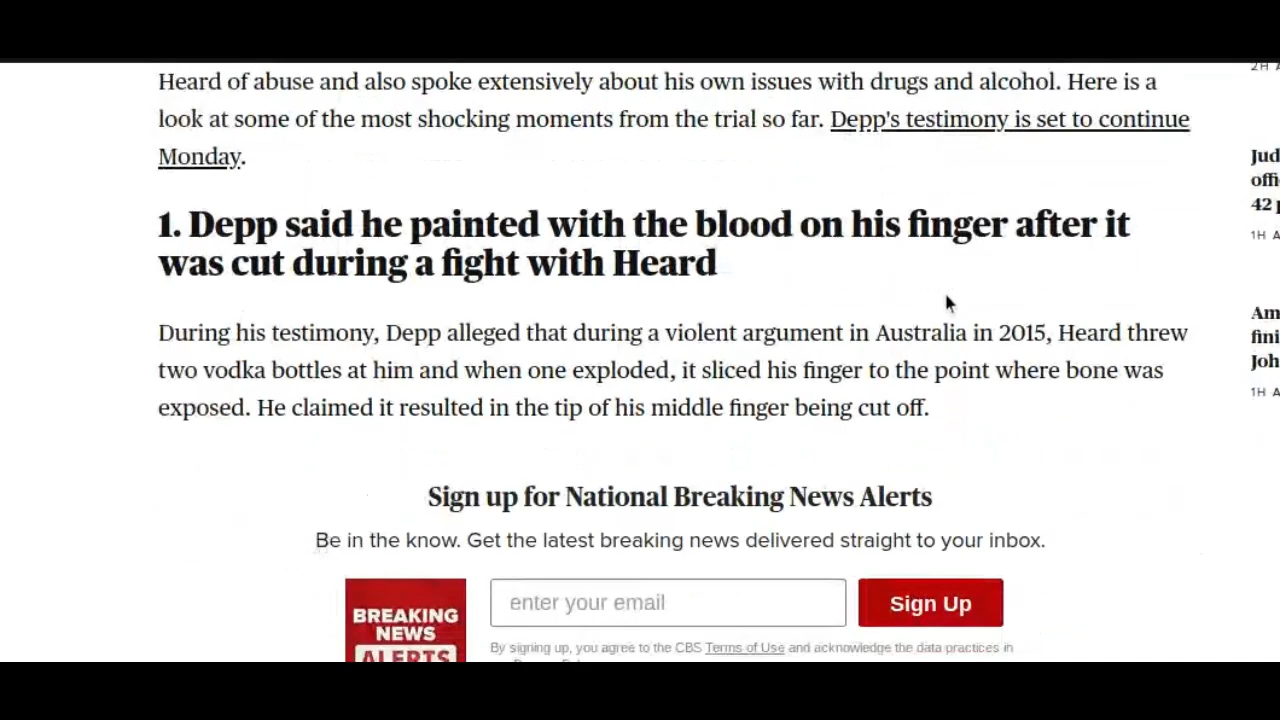 Heard of abuse and also spoke extensively about his own issues with drugs and alcohol. Here is a
look at some of the most shocking moments from the trial so far. Depp's testimony is set to continue
Monday.
1. Depp said he painted with the blood on his finger after it
was cut during a fight with Heard
During his testimony, Depp alleged that during a violent argument in Australia in 2015, Heard threw
two vodka bottles at him and when one exploded, it sliced his finger to the point where bone was
exposed. He claimed it resulted in the tip of his middle finger being cut off.
Sign up for National Breaking News Alerts
Be in the know. Get the latest breaking news delivered straight to your inbox.
BREAKING
NEWS
ALERTS
enter your email
Sign Up
By signing up, you agree to the CBS Terms of Use and acknowledge the data practices in
2H A
Jud
offi
42 p
1H A
Am
fini
Joh
1H A